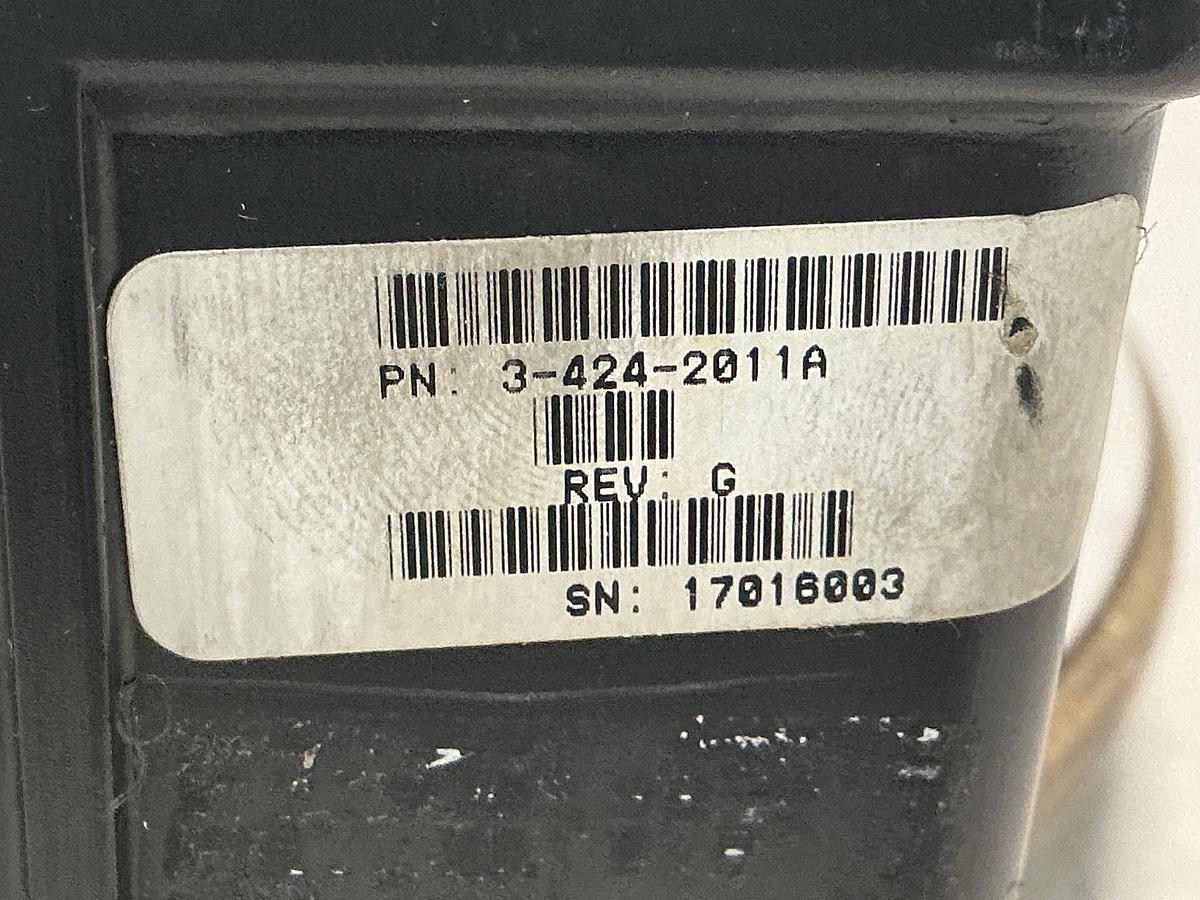 PN: 3-424-2011A
REV: G
SN: 17016003